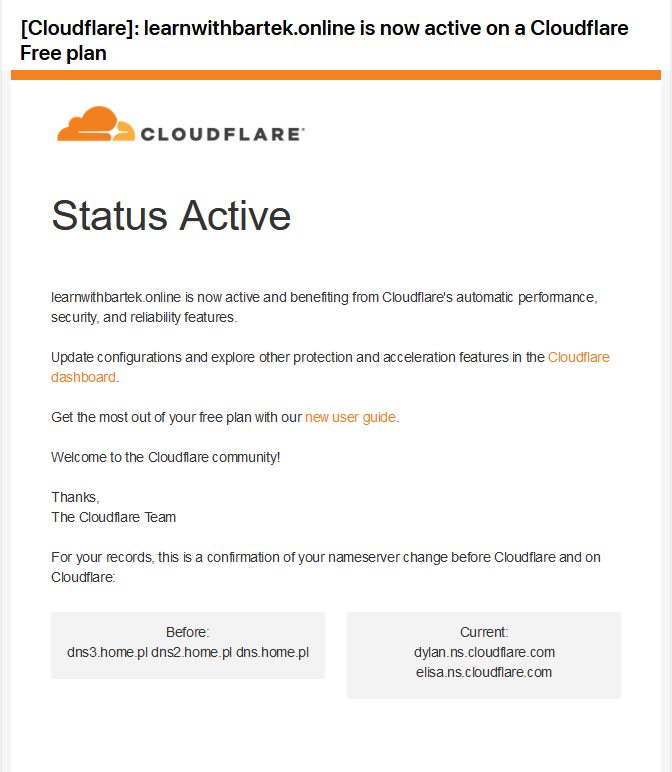 [Cloudflare]: learnwithbartek.online is now active on a Cloudflare
Free plan
CLOUDFLARE
Status Active
learnwithbartek.online is now active and benefiting from Cloudflare's automatic performance,
security, and reliability features.
Update configurations and explore other protection and acceleration features in the Cloudflare
dashboard.
Get the most out of your free plan with our new user guide.
Welcome to the Cloudflare community!
Thanks,
The Cloudflare Team
For your records, this is a confirmation of your nameserver change before Cloudflare and on
Cloudflare:
Before:
dns3.home.pl dns2.home.pl dns.home.pl
Current:
dylan.ns.cloudflare.com
elisa.ns.cloudflare.com